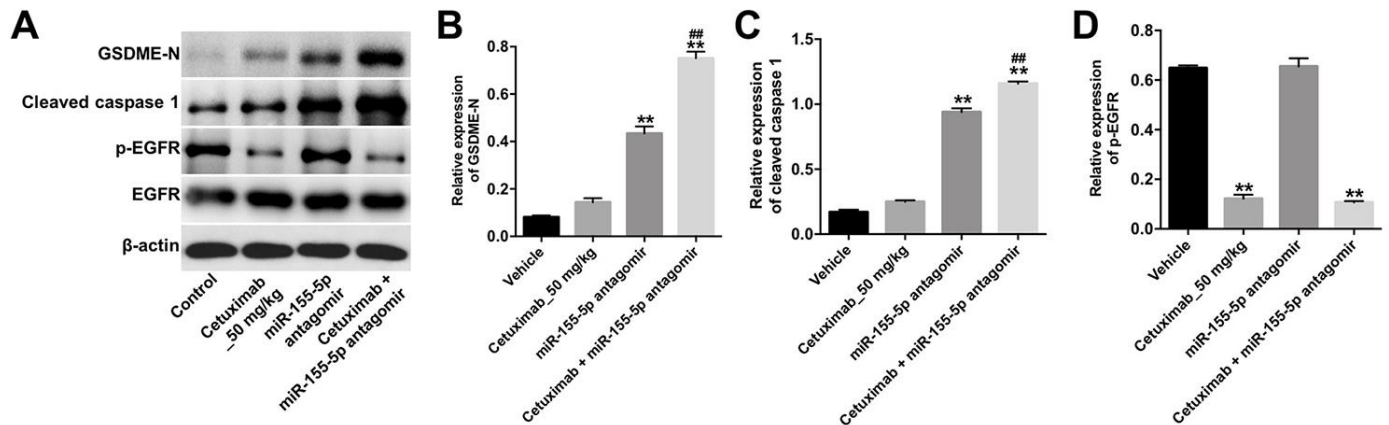 A
GSDME-N
Cleaved caspase 1
p-EGFR
EGFR
β-actin
Control
Cetuximab
_50 mg/kg
miR-155-5p
antagomir
Cetuximab +
miR-155-5p antagomir
B
Relative expression
of GSDME-N
0.8
0.6
0.4
0.2
0.0
**
##
**
Vehicle
Cetuximab_50 mg/kg
miR-155-5p antagomir
Cetuximab + miR-155-5p antagomir
C
Relative expression
of cleaved caspase 1
1.5
1.0
0.5
0.0
**
##
**
Vehicle
Cetuximab_50 mg/kg
miR-155-5p antagomir
Cetuximab + miR-155-5p antagomir
D
Relative expression
of p-EGFR
0.8
0.6
0.4
0.2
0.0
**
**
Vehicle
Cetuximab_50 mg/kg
miR-155-5p antagomir
Cetuximab + miR-155-5p antagomir